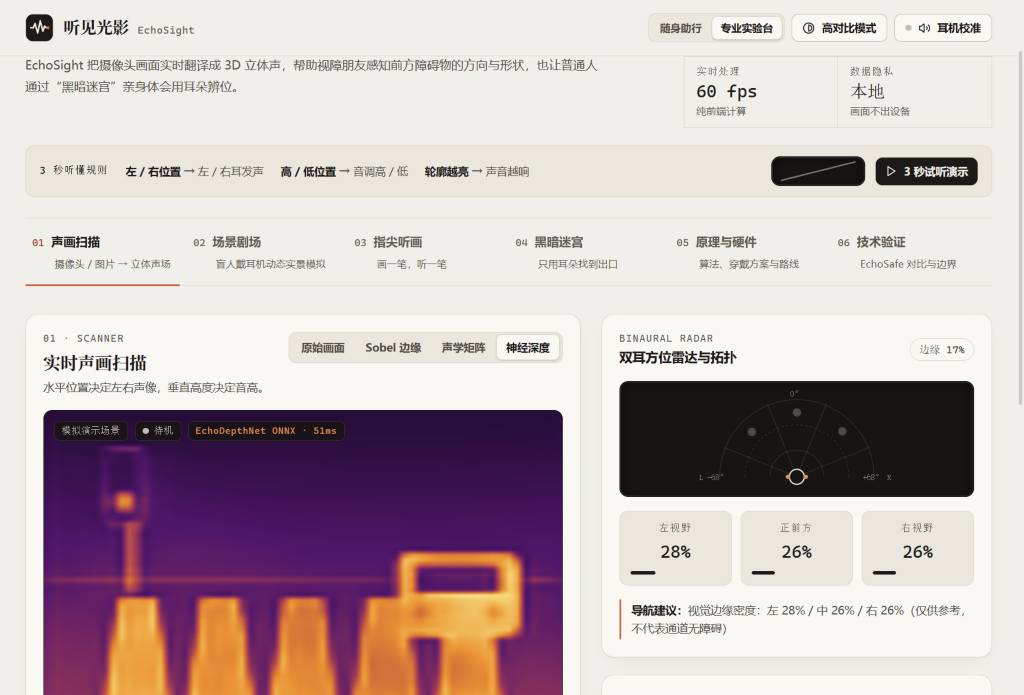 听见光影 EchoSight
随身助行 专业实验台 高对比模式 耳机校准
EchoSight 把摄像头画面实时翻译成 3D 立体声，帮助视障朋友感知前方障碍物的方向与形状，也让普通人
通过“黑暗迷宫”亲身体会用耳朵辨位。
实时处理
60 fps
纯前端计算
数据隐私
本地
画面不出设备
3 秒听懂规则 左 / 右位置 → 左 / 右耳发声 高 / 低位置 → 音调高 / 低 轮廓越亮 → 声音越响
3 秒试听演示
01 声画扫描
摄像头 / 图片 → 立体声场
02 场景剧场
盲人戴耳机动态实景模拟
03 指尖听画
画一笔，听一笔
04 黑暗迷宫
只用耳朵找到出口
05 原理与硬件
算法、穿戴方案与路线
06 技术验证
EchoSafe 对比与边界
01 · SCANNER
实时声画扫描
水平位置决定左右声像，垂直高度决定音高。
原始画面 Sobel 边缘 声学矩阵 神经深度
模拟演示场景 待机 EchoDepthNet ONNX · 51ms
BINAURAL RADAR
双耳方位雷达与拓扑
边缘 17%
0°
L -60° +60° R
左视野
28%
正前方
26%
右视野
26%
导航建议：视觉边缘密度：左 28% / 中 26% / 右 26%（仅供参考，
不代表通道无障碍）